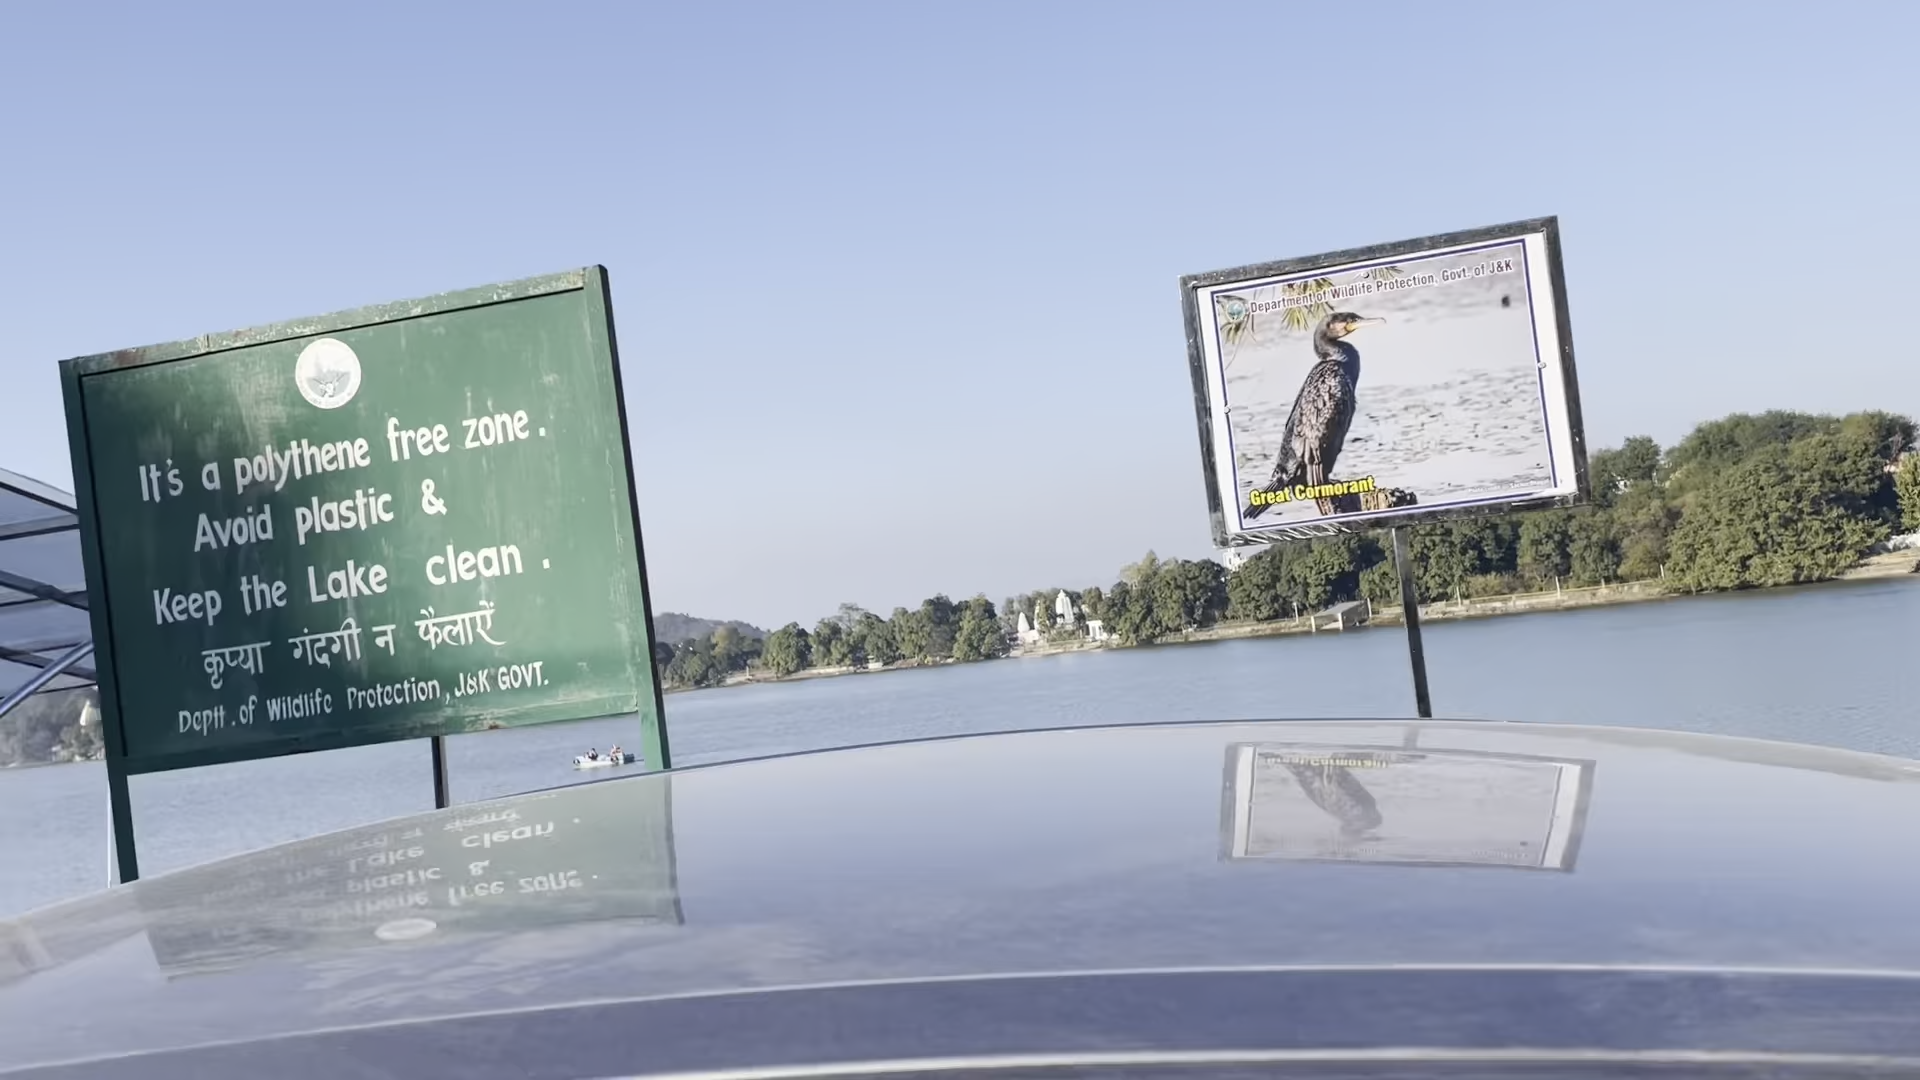 It's a polythene free zone.
Avoid plastic &
Keep the Lake clean.
कृप्या गंदगी न फैलाऐं
Deptt. of Wildlife Protection, J&K GOVT.
Department of Wildlife Protection, Govt. of J&K
Great Cormorant